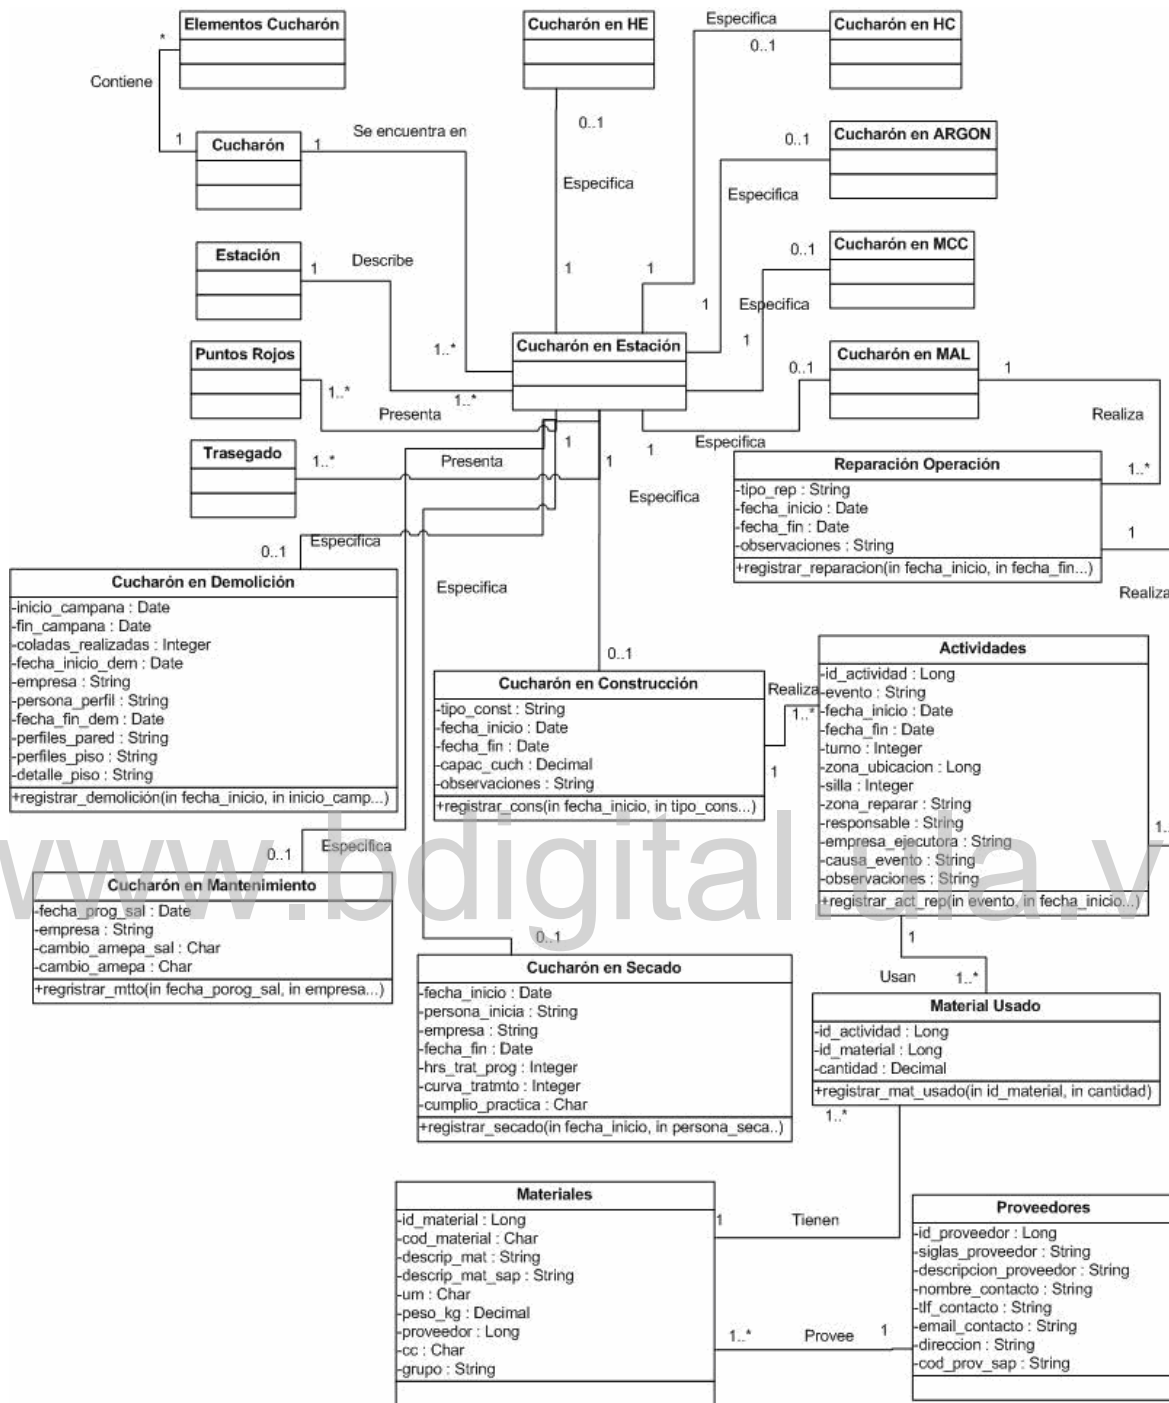 Elementos Cucharón
*
Contiene
1
Cucharón
1
Se encuentra en
Cucharón en HE
0..1
Especifica
1
Especifica
0..1
Cucharón en HC
1
Cucharón en ARGON
0..1
Especifica
1
Cucharón en MCC
0..1
Especifica
1
Estación
1
Describe
1..*
1..*
Cucharón en Estación
Puntos Rojos
1..*
Presenta
1
Cucharón en MAL
0..1
1
Especifica
1
Realiza
1..*
Trasegado
1..*
Presenta
1
Especifica
Reparación Operación
-tipo_rep : String
-fecha_inicio : Date
-fecha_fin : Date
-observaciones : String
+registrar_reparacion(in fecha_inicio, in fecha_fin...)
1
Realiza
0..1
Especifica
Cucharón en Demolición
-inicio_campana : Date
-fin_campana : Date
-coladas_realizadas : Integer
-fecha_inicio_dem : Date
-empresa : String
-persona_perfil : String
-fecha_fin_dem : Date
-perfiles_pared : String
-perfiles_piso : String
-detalle_piso : String
+registrar_demolición(in fecha_inicio, in inicio_camp...)
Especifica
0..1
Cucharón en Construcción
-tipo_const : String
-fecha_inicio : Date
-fecha_fin : Date
-capac_cuch : Decimal
-observaciones : String
+registrar_cons(in fecha_inicio, in tipo_cons...)
Realiza
1..*
1
Actividades
-id_actividad : Long
-evento : String
-fecha_inicio : Date
-fecha_fin : Date
-turno : Integer
-zona_ubicacion : Long
-silla : Integer
-zona_reparar : String
-responsable : String
-empresa_ejecutora : String
-causa_evento : String
-observaciones : String
+registrar_act_rep(in evento, in fecha_inicio...)
1..
www.bdigital.ula.v
0..1
Especifica
Cucharón en Mantenimiento
-fecha_prog_sal : Date
-empresa : String
-cambio_amepa_sal : Char
-cambio_amepa : Char
+regristrar_mtto(in fecha_porog_sal, in empresa...)
0..1
Cucharón en Secado
-fecha_inicio : Date
-persona_inicia : String
-empresa : String
-fecha_fin : Date
-hrs_trat_prog : Integer
-curva_tratmto : Integer
-cumplio_practica : Char
+registrar_secado(in fecha_inicio, in persona_seca..)
1
Usan
1..*
Material Usado
-id_actividad : Long
-id_material : Long
-cantidad : Decimal
+registrar_mat_usado(in id_material, in cantidad)
1..*
Materiales
-id_material : Long
-cod_material : Char
-descrip_mat : String
-descrip_mat_sap : String
-um : Char
-peso_kg : Decimal
-proveedor : Long
-cc : Char
-grupo : String
1
Tienen
1..*
Provee
1
Proveedores
-id_proveedor : Long
-siglas_proveedor : String
-descripcion_proveedor : String
-nombre_contacto : String
-tlf_contacto : String
-email_contacto : String
-direccion : String
-cod_prov_sap : String